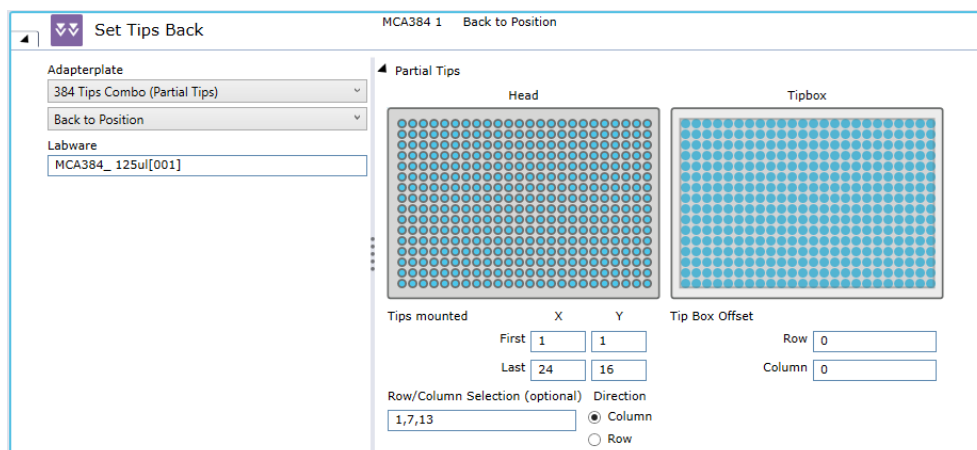 MCA384 1 Back to Position
Set Tips Back
Adapterplate
384 Tips Combo (Partial Tips)
Back to Position
Labware
MCA384_ 125ul[001]
Partial Tips
Head
Tipbox
Tips mounted X Y
First 1 1
Last 24 16
Tip Box Offset
Row 0
Column 0
Row/Column Selection (optional)
1,7,13
Direction
Column
Row